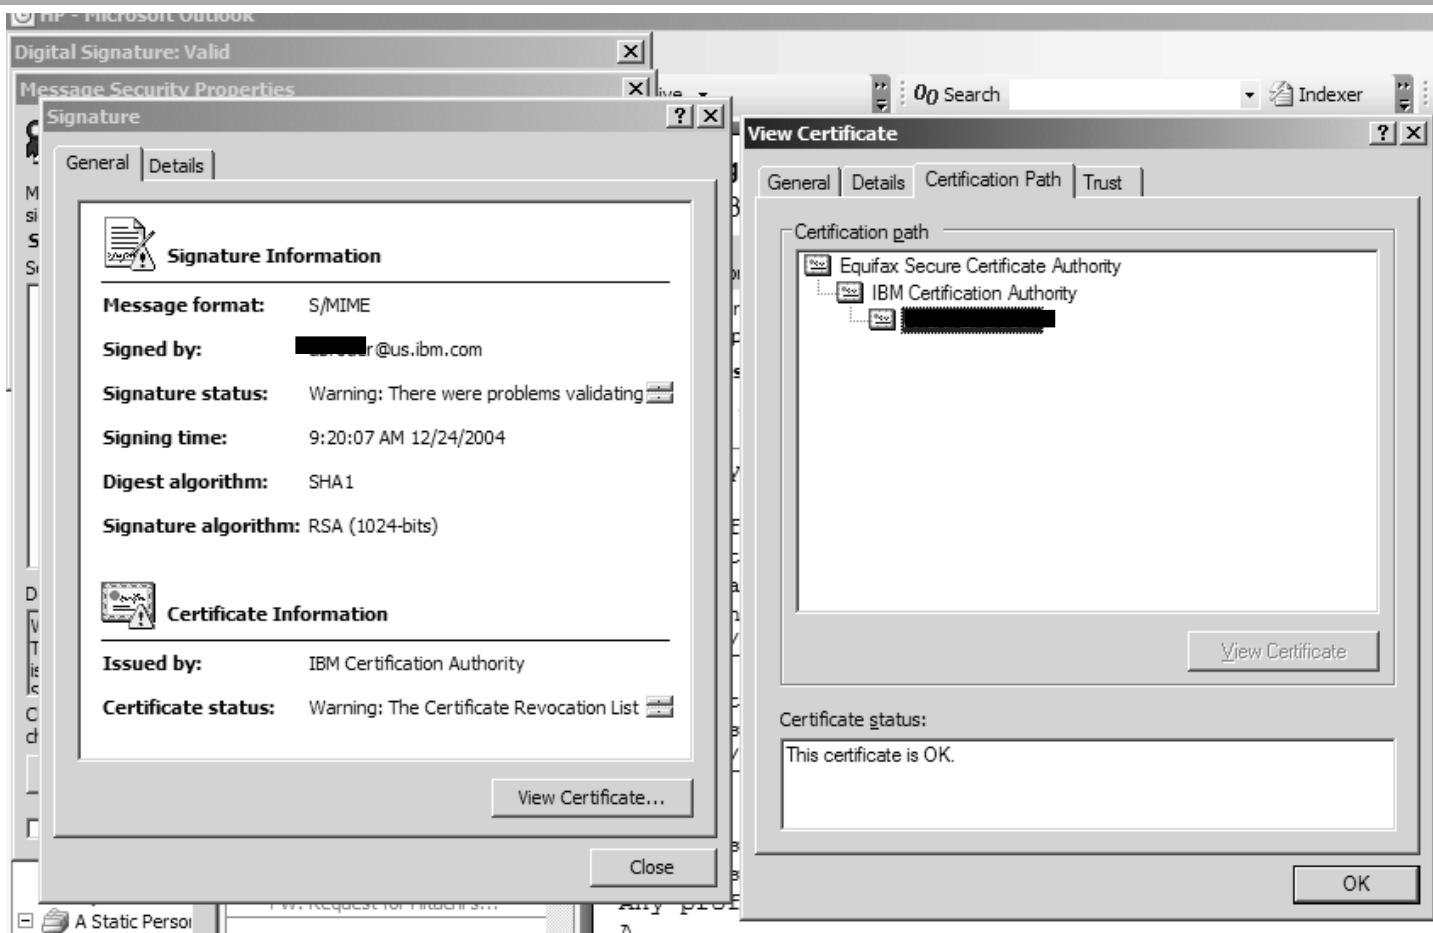 HP - Microsoft Outlook
Digital Signature: Valid
Message Security Properties
Search
Indexer
Signature
General
Details
Signature Information
Message format: S/MIME
Signed by: @us.ibm.com
Signature status: Warning: There were problems validating
Signing time: 9:20:07 AM 12/24/2004
Digest algorithm: SHA1
Signature algorithm: RSA (1024-bits)
Certificate Information
Issued by: IBM Certification Authority
Certificate status: Warning: The Certificate Revocation List
View Certificate...
Close
A Static Person
View Certificate
General
Details
Certification Path
Trust
Certification path
Equifax Secure Certificate Authority
IBM Certification Authority
View Certificate
Certificate status:
This certificate is OK.
OK